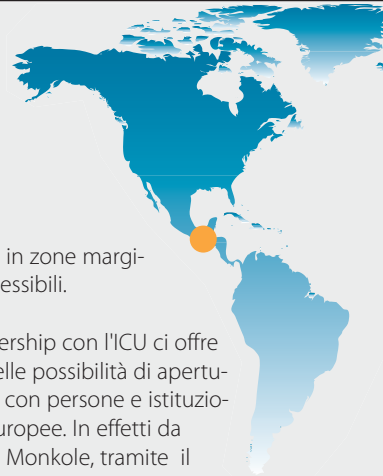 in zone margi-
essibili.
ership con l'ICU ci offre
elle possibilità di apertu-
con persone e istituzio-
uropee. In effetti da
Monkole, tramite il